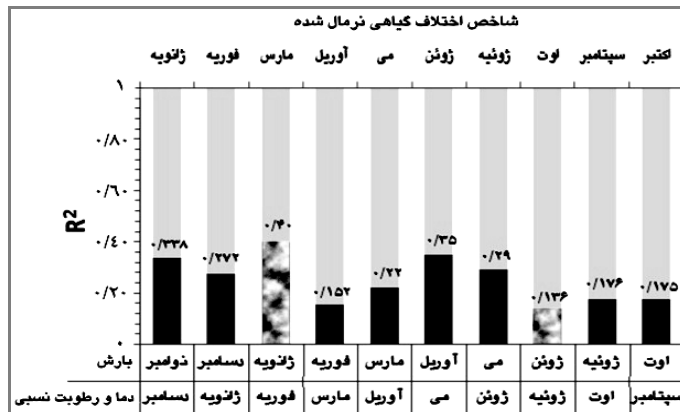 شاخص اختلاف گیاهی نرمال شده
ژانویه فوریه مارس آوریل می ژوئن ژوئیه اوت سپتامبر اکتبر
۱
۰/۸۰
۰/۶۰
۰/٤۰
۰/۲۰
۰
R²
۰/۳۳۸ ۰/۲۷۲ ۰/۴۰ ۰/۱۵۲ ۰/۲۲ ۰/۳۵ ۰/۲۹ ۰/۱۳۶ ۰/۱۷۶ ۰/۱۷۵
بارش نوامبر دسامبر ژانویه فوریه مارس آوریل می ژوئن ژوئیه اوت
دما و رطوبت نسبی دسامبر ژانویه فوریه مارس آوریل می ژوئن ژوئیه اوت سپتامبر